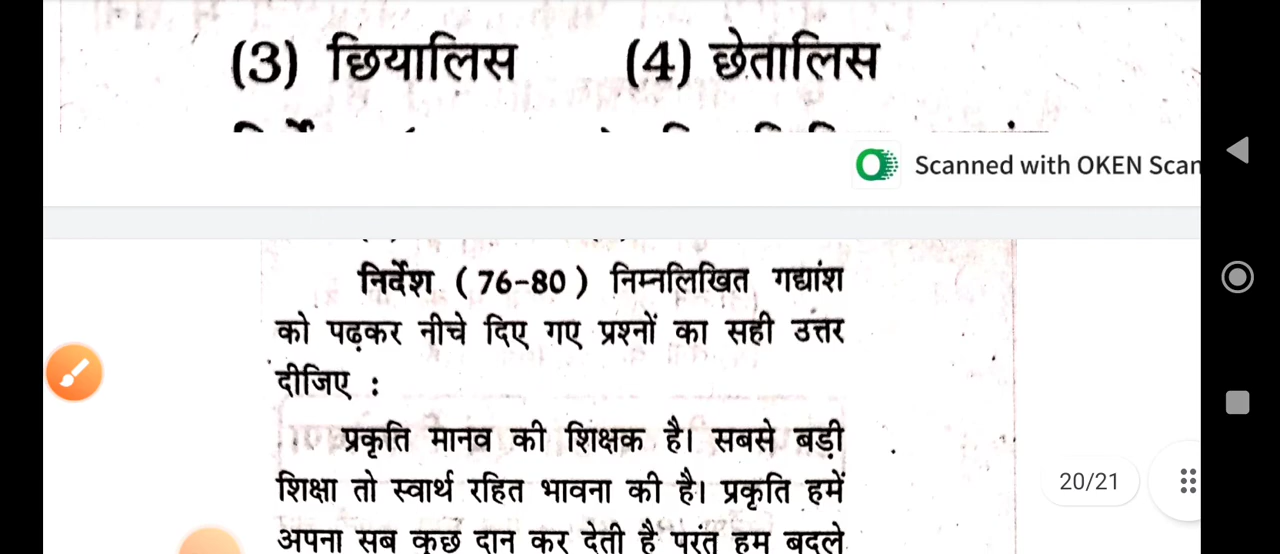 (3) छियालिस (4) छेतालिस
Scanned with OKEN Scan
निर्देश (76-80) निम्नलिखित गद्यांश
को पढ़कर नीचे दिए गए प्रश्नों का सही उत्तर
दीजिए :
प्रकृति मानव की शिक्षक है। सबसे बड़ी
शिक्षा तो स्वार्थ रहित भावना की है। प्रकृति हमें
20/21
अपना सब कुछ दान कर देती है परंतु हम बदले